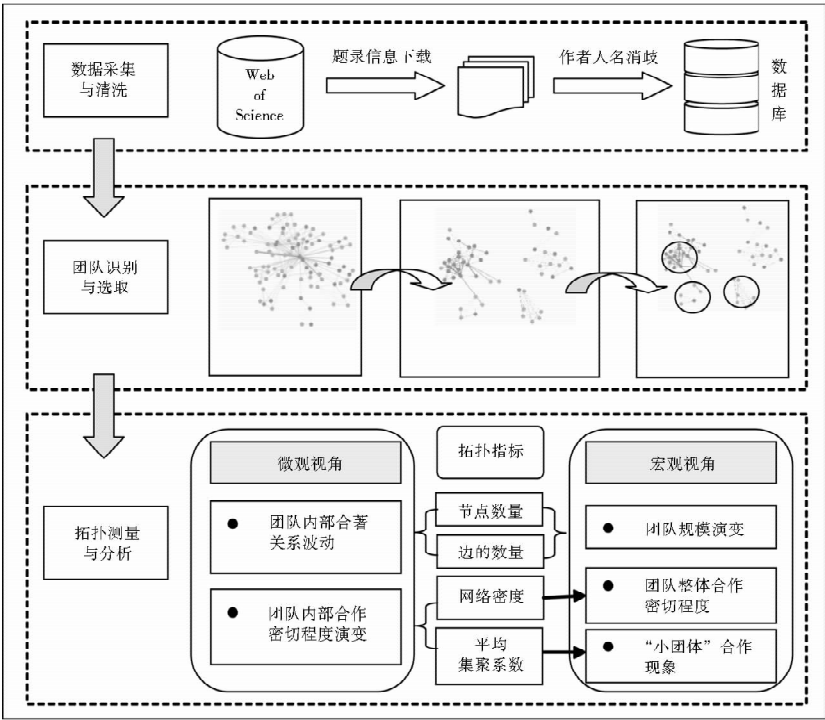 数据采集
与清洗
Web
of
Science
题录信息下载
作者人名消歧
数
据
库
团队识别
与选取
拓扑测量
与分析
微观视角
团队内部合著
关系波动
团队内部合作
密切程度演变
拓扑指标
节点数量
边的数量
网络密度
平均
集聚系数
宏观视角
团队规模演变
团队整体合作
密切程度
“小团体”合作
现象